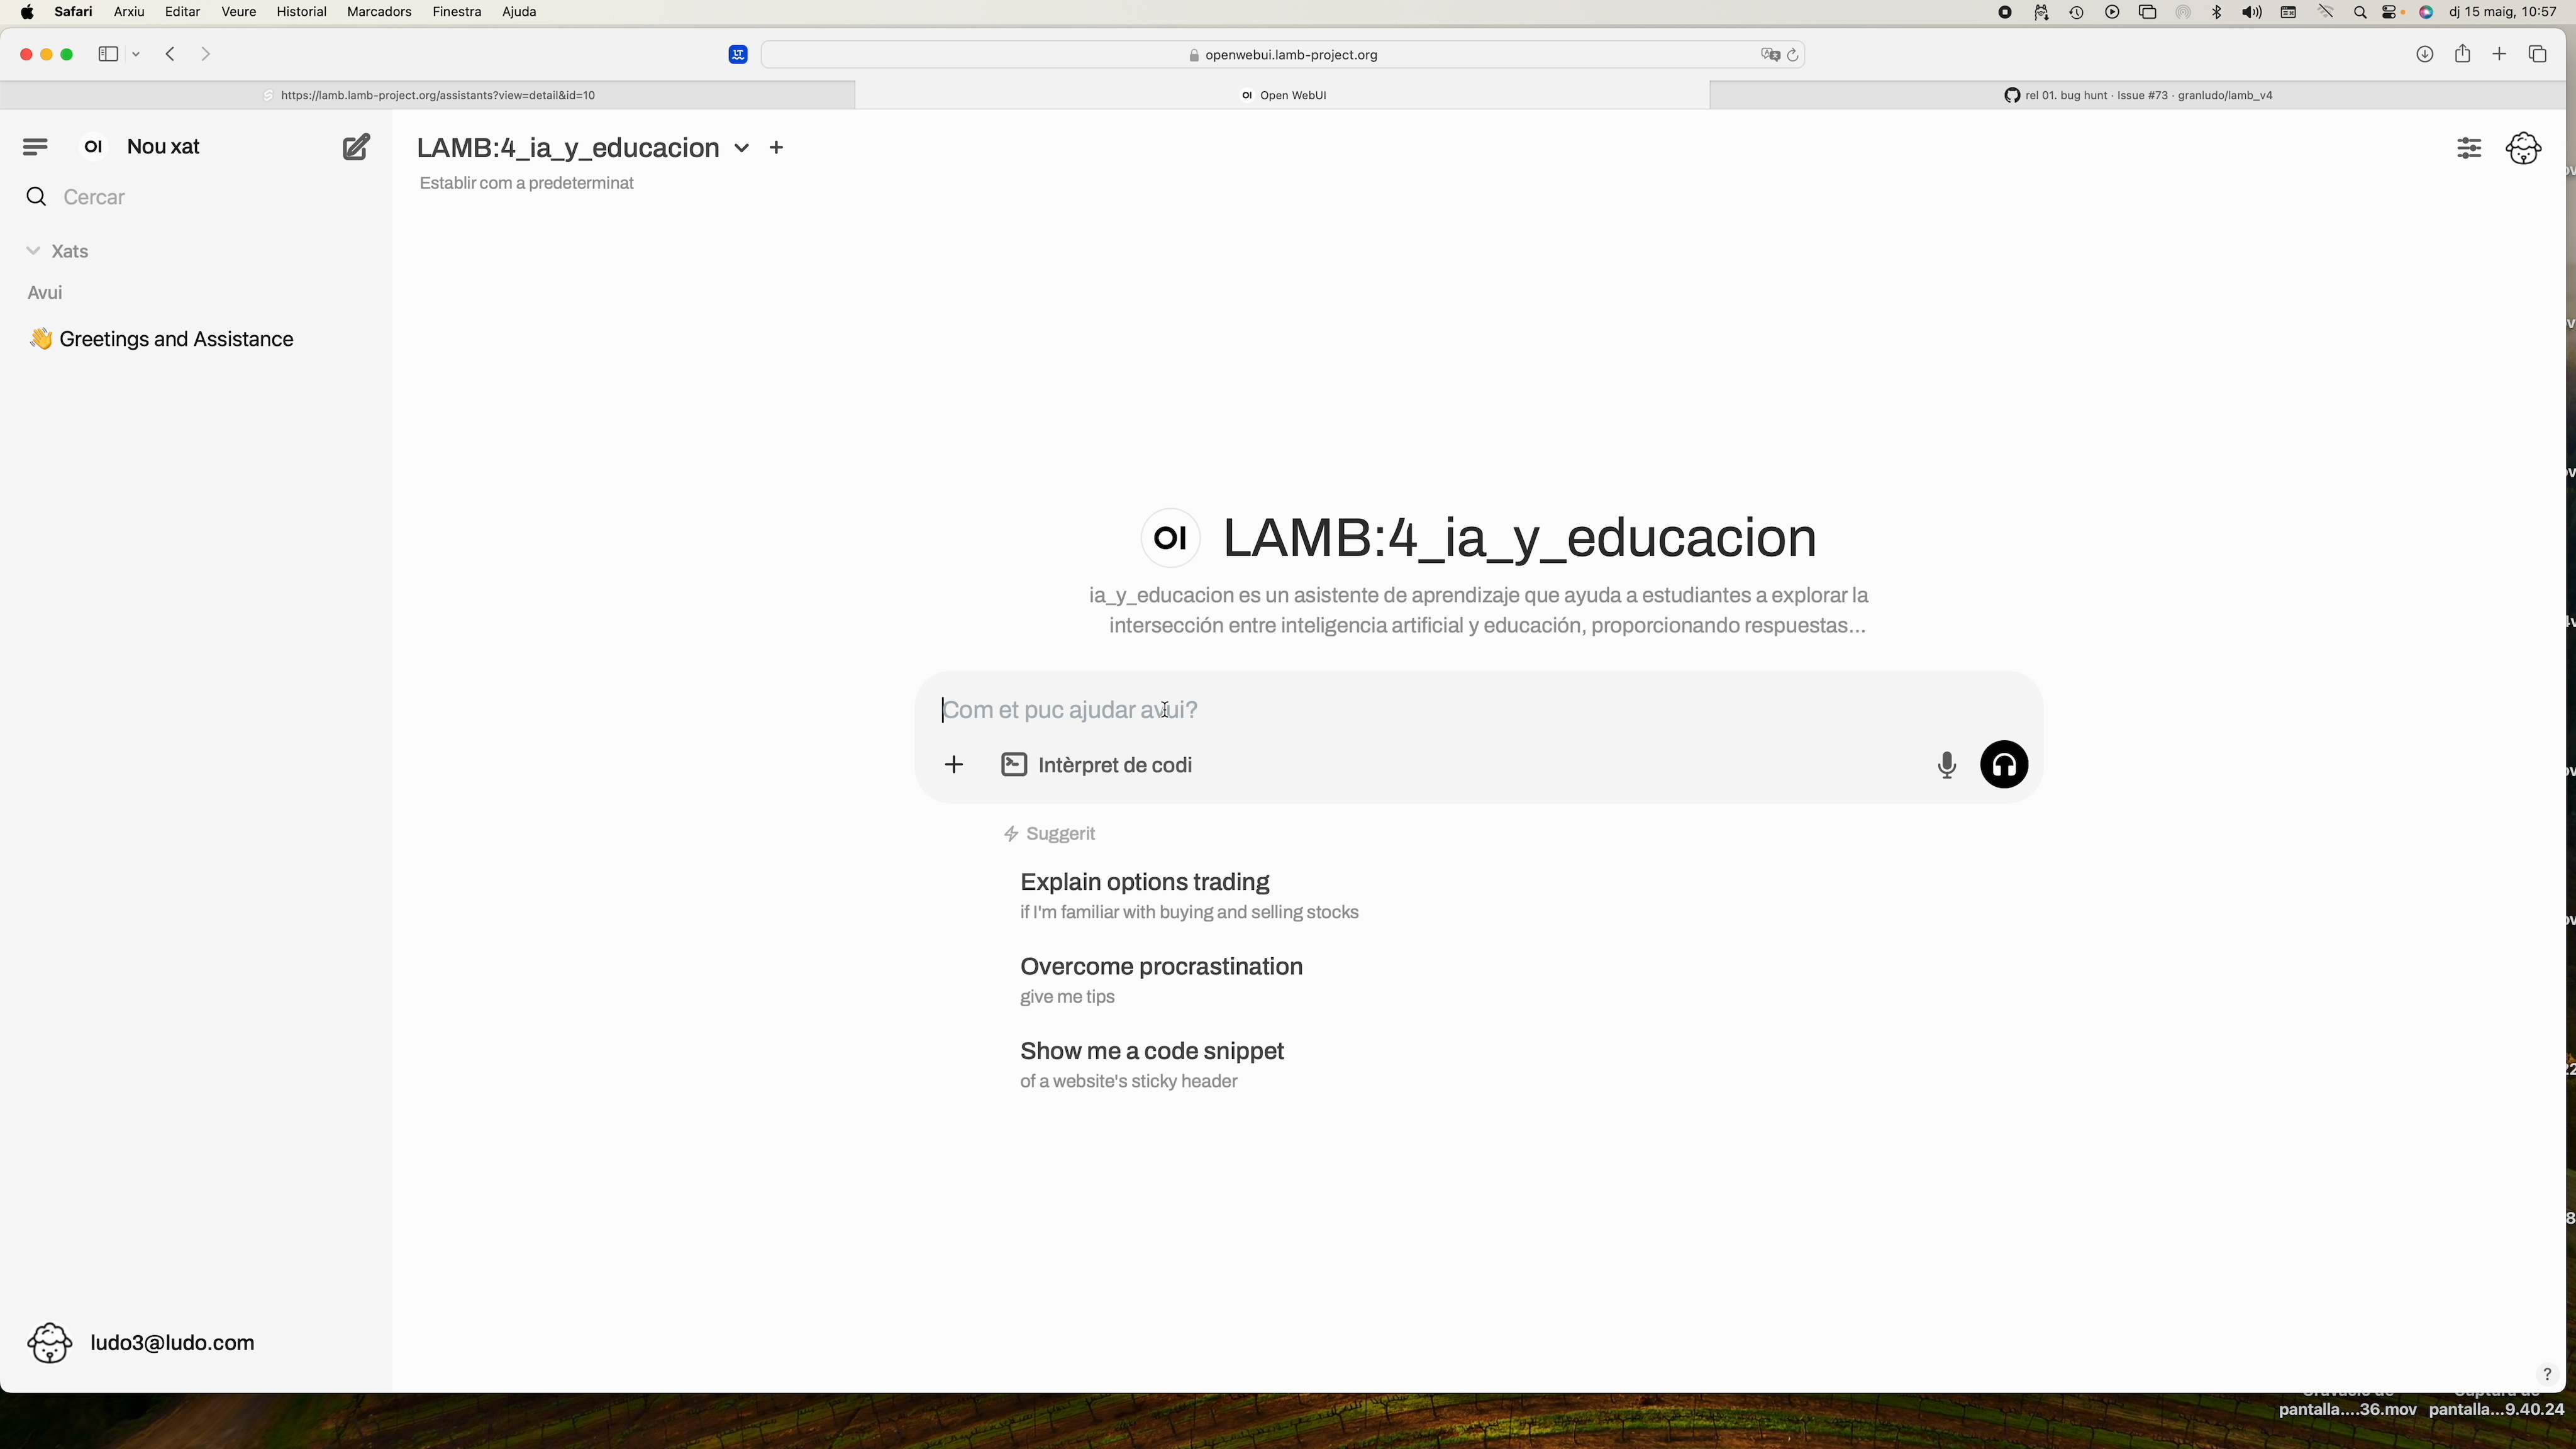 Safari Arxiu Editar Veure Historial Marcadors Finestra Ajuda
dj 15 maig, 10:57
openwebui.lamb-project.org
https://lamb.lamb-project.org/assistants?view=detail&id=10
OI Open WebUI
rel 01. bug hunt · Issue #73 · granludo/lamb_v4
OI Nou xat
Cercar
Xats
Avui
👋 Greetings and Assistance
LAMB:4_ia_y_educacion
Establir com a predeterminat
OI LAMB:4_ia_y_educacion
ia_y_educacion es un asistente de aprendizaje que ayuda a estudiantes a explorar la
intersección entre inteligencia artificial y educación, proporcionando respuestas...
Com et puc ajudar avui?
Intèrpret de codi
Suggerit
Explain options trading
if I'm familiar with buying and selling stocks
Overcome procrastination
give me tips
Show me a code snippet
of a website's sticky header
ludo3@ludo.com
?
pantalla....36.mov pantalla...9.40.24